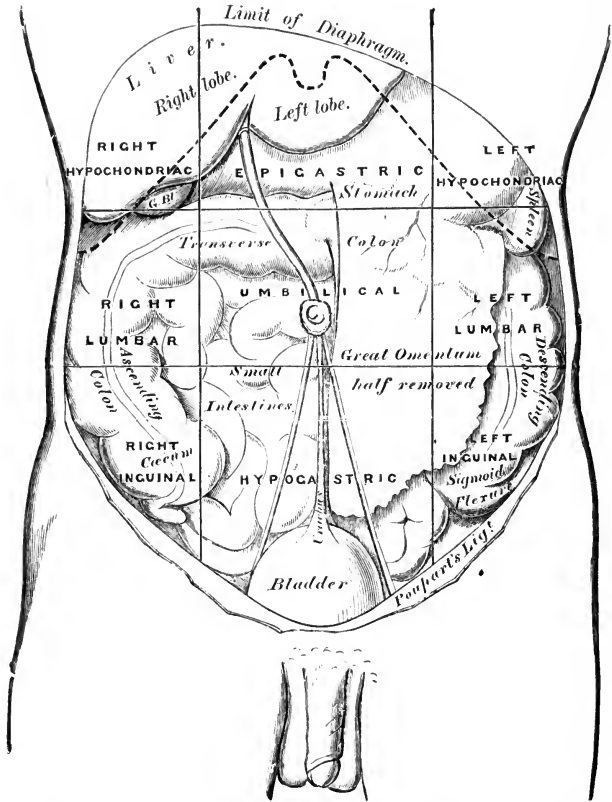 Limit of Diaphragm.
Liver.
Right lobe.
Left lobe.
RIGHT
HYPOCHONDRIAC
EPIGASTRIC
LEFT
HYPOCHONDRIAC
G. Bl
Stomach
Spleen
Transverse Colon
UMBILICAL
RIGHT
LUMBAR
LEFT
LUMBAR
Ascending
Colon
Small
Intestines
Great Omentum
half removed
Descending
Colon
RIGHT
Cæcum
INGUINAL
HYPOGASTRIC
LEFT
INGUINAL
Sigmoid
flexure
Urachus
Bladder
Poupart's Ligt.